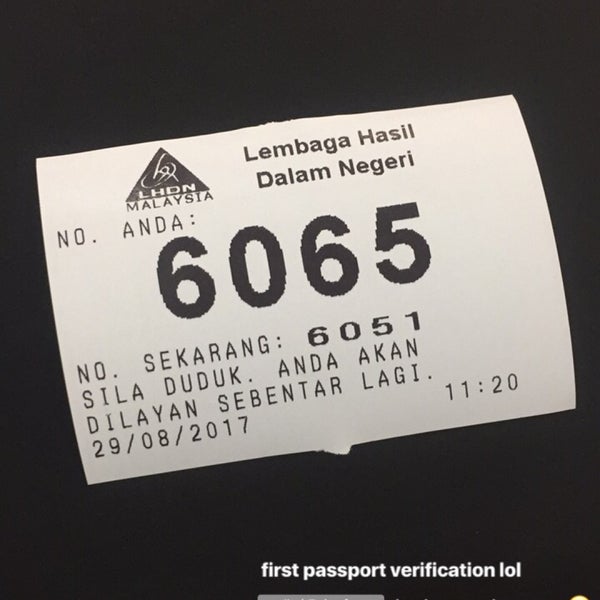 Lembaga Hasil
Dalam Negeri
LHDN
MALAYSIA
NO. ANDA:
6065
NO. SEKARANG: 6051
SILA DUDUK. ANDA AKAN
DILAYAN SEBENTAR LAGI.
29/08/2017 11:20
first passport verification lol